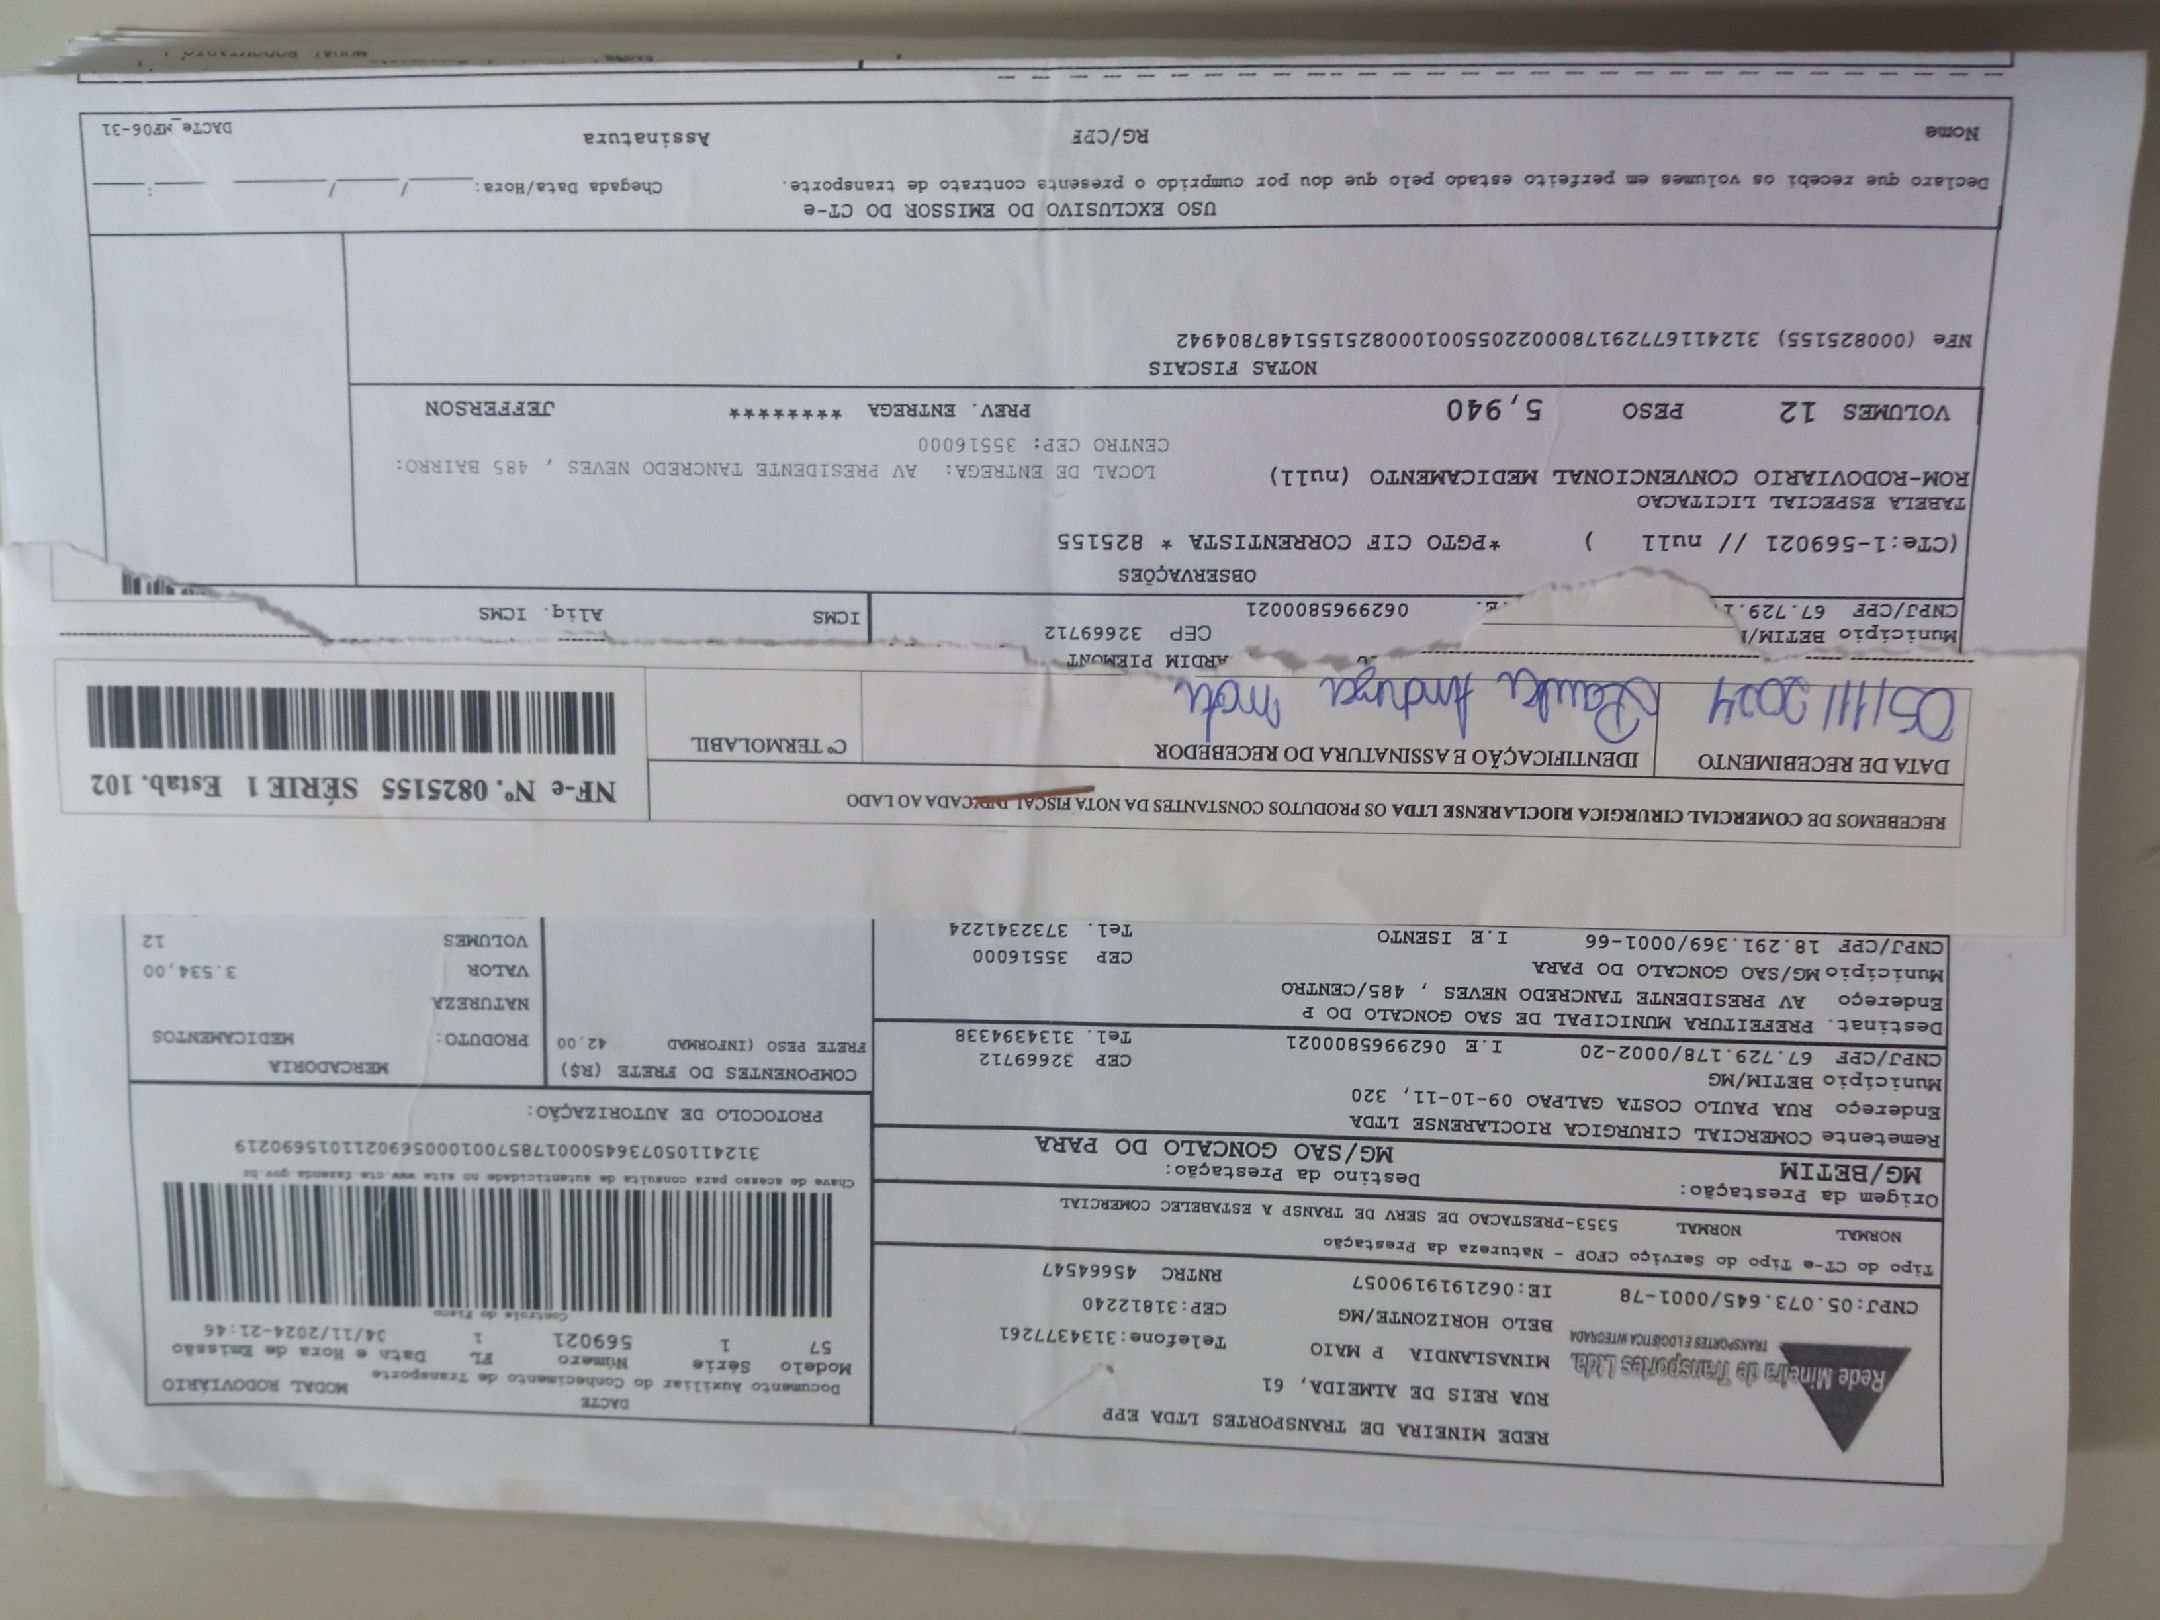 REDE MINEIRA DE TRANSPORTES LTDA EPP
RUA REIS DE ALMEIDA, 61
MINASLANDIA P MAIO Telefone:3134377261
BELO HORIZONTE/MG CEP:31812240
Rede Mineira de Transportes Ltda.
TRANSPORTES E LOGÍSTICA INTEGRADA
CNPJ:05.073.645/0001-78 IE:0621919190057 RNTRC 45664547
DACTE MODAL RODOVIÁRIO
Documento Auxiliar do Conhecimento de Transporte
Modelo Série Número FL Data e Hora de Emissão
57 1 569021 1 04/11/2024-21:46
Controle do Fisco
Chave de acesso para consulta de autenticidade no site www.cte.fazenda.gov.br
31241105073645000178570010005690211015690219
PROTOCOLO DE AUTORIZAÇÃO:
Tipo do CT-e Tipo do Serviço CFOP - Natureza da Prestação
NORMAL NORMAL 5353-PRESTACAO DE SERV DE TRANSP A ESTABELEC COMERCIAL
Origem da Prestação: Destino da Prestação:
MG/BETIM MG/SAO GONCALO DO PARA
Remetente COMERCIAL CIRURGICA RIOCLARENSE LTDA
Endereço RUA PAULO COSTA GALPAO 09-10-11, 320
Município BETIM/MG CEP 32669712
CNPJ/CPF 67.729.178/0002-20 I.E 0629965800021 Tel. 3134394338
Destinat. PREFEITURA MUNICIPAL DE SAO GONCALO DO P
Endereço AV PRESIDENTE TANCREDO NEVES , 485/CENTRO
Município MG/SAO GONCALO DO PARA CEP 35516000
CNPJ/CPF 18.291.369/0001-66 I.E ISENTO Tel. 3732341224
COMPONENTES DO FRETE (R$) MERCADORIA
FRETE PESO (INFORMAD 42,00 PRODUTO: MEDICAMENTOS
NATUREZA
VALOR 3.534,00
VOLUMES 12
RECEBEMOS DE COMERCIAL CIRURGICA RIOCLARENSE LTDA OS PRODUTOS CONSTANTES DA NOTA FISCAL INDICADA AO LADO
NF-e Nº. 0825155 SÉRIE 1 Estab. 102
DATA DE RECEBIMENTO IDENTIFICAÇÃO E ASSINATURA DO RECEBEDOR Cº TERMOLABIL
05/11/2024
ARDIM PIEMONT
Município BETIM/ CEP 32669712
CNPJ/CPF 67.729.1 .E. 0629965800021 ICMS Aliq. ICMS
OBSERVAÇÕES
(CTe:1-569021 // null ) *PGTO CIF CORRENTISTA * 825155
TABELA ESPECIAL LICITACAO
ROM-RODOVIARIO CONVENCIONAL MEDICAMENTO (null) LOCAL DE ENTREGA: AV PRESIDENTE TANCREDO NEVES , 485 BAIRRO:
CENTRO CEP: 35516000
VOLUMES 12 PESO 5,940 PREV. ENTREGA ******** JEFFERSON
NOTAS FISCAIS
NFe (000825155) 31241167729178000220550010008251551487804942
USO EXCLUSIVO DO EMISSOR DO CT-e
Declaro que recebi os volumes em perfeito estado pelo que dou por cumprido o presente contrato de transporte. Chegada Data/Hora: / / :
Nome RG/CPF Assinatura DACTe_MF06-31